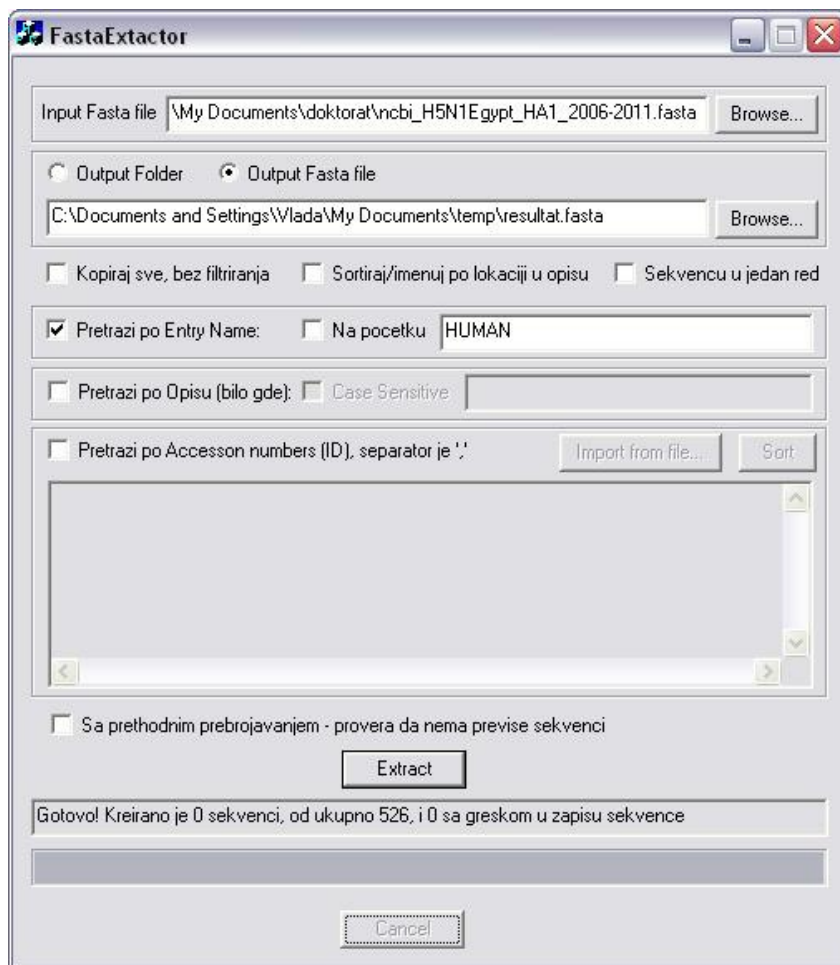 FastaExtactor
Input Fasta file \My Documents\doktorat\ncbi_H5N1Egypt_HA1_2006-2011.fasta Browse...
Output Folder Output Fasta file
C:\Documents and Settings\Vlada\My Documents\temp\resultat.fasta Browse...
Kopiraj sve, bez filtriranja Sortiraj/imenuj po lokaciji u opisu Sekvencu u jedan red
Pretrazi po Entry Name: Na pocetku HUMAN
Pretrazi po Opisu (bilo gde): Case Sensitive
Pretrazi po Accesson numbers (ID), separator je ',' Import from file... Sort
Sa prethodnim prebrojavanjem - provera da nema previse sekvenci
Extract
Gotovo! Kreirano je 0 sekvenci, od ukupno 526, i 0 sa greskom u zapisu sekvence
Cancel